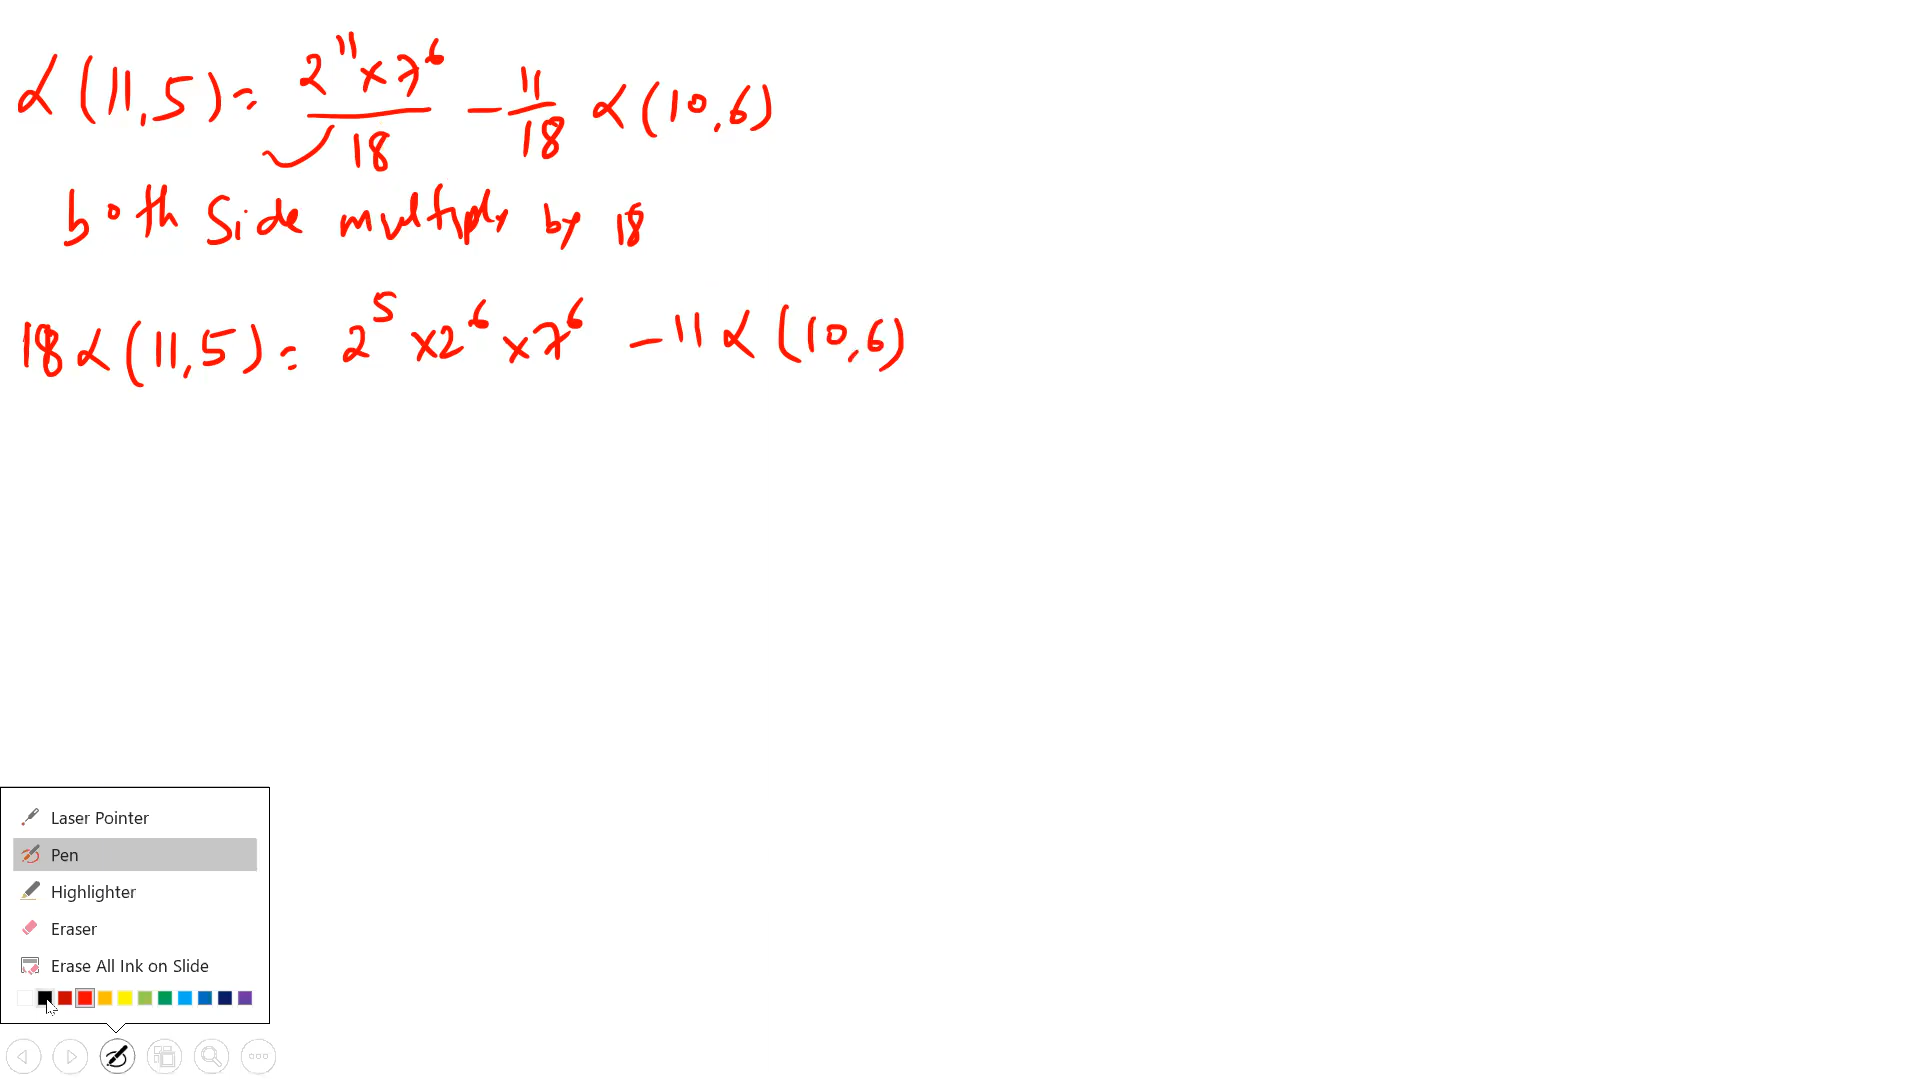 α(11,5) = 2^11 × 7^6 / 18 - 11/18 α(10,6)
both side multiply by 18
18α(11,5) = 2^5 × 2^6 × 7^6 - 11α(10,6)
Laser Pointer
Pen
Highlighter
Eraser
Erase All Ink on Slide